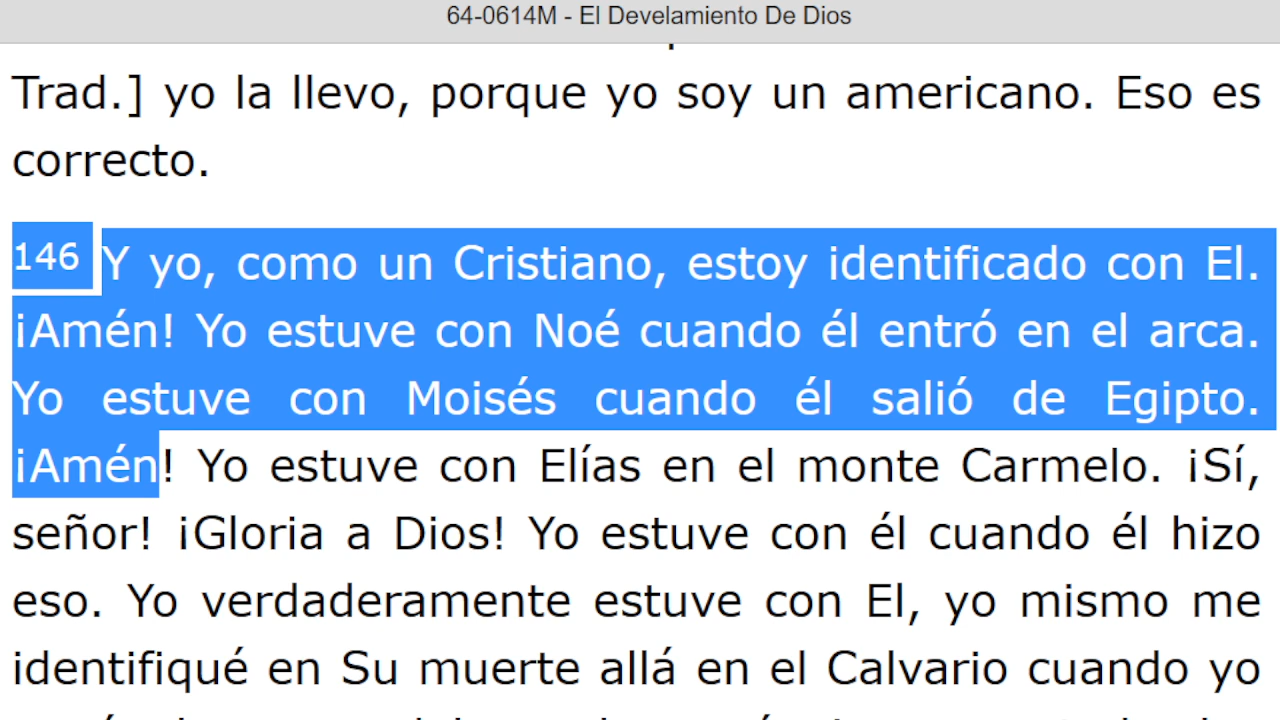 64-0614M - El Develamiento De Dios
Trad.] yo la llevo, porque yo soy un americano. Eso es
correcto.
146 Y yo, como un Cristiano, estoy identificado con El.
¡Amén! Yo estuve con Noé cuando él entró en el arca.
Yo estuve con Moisés cuando él salió de Egipto.
¡Amén! Yo estuve con Elías en el monte Carmelo. ¡Sí,
señor! ¡Gloria a Dios! Yo estuve con él cuando él hizo
eso. Yo verdaderamente estuve con El, yo mismo me
identifiqué en Su muerte allá en el Calvario cuando yo